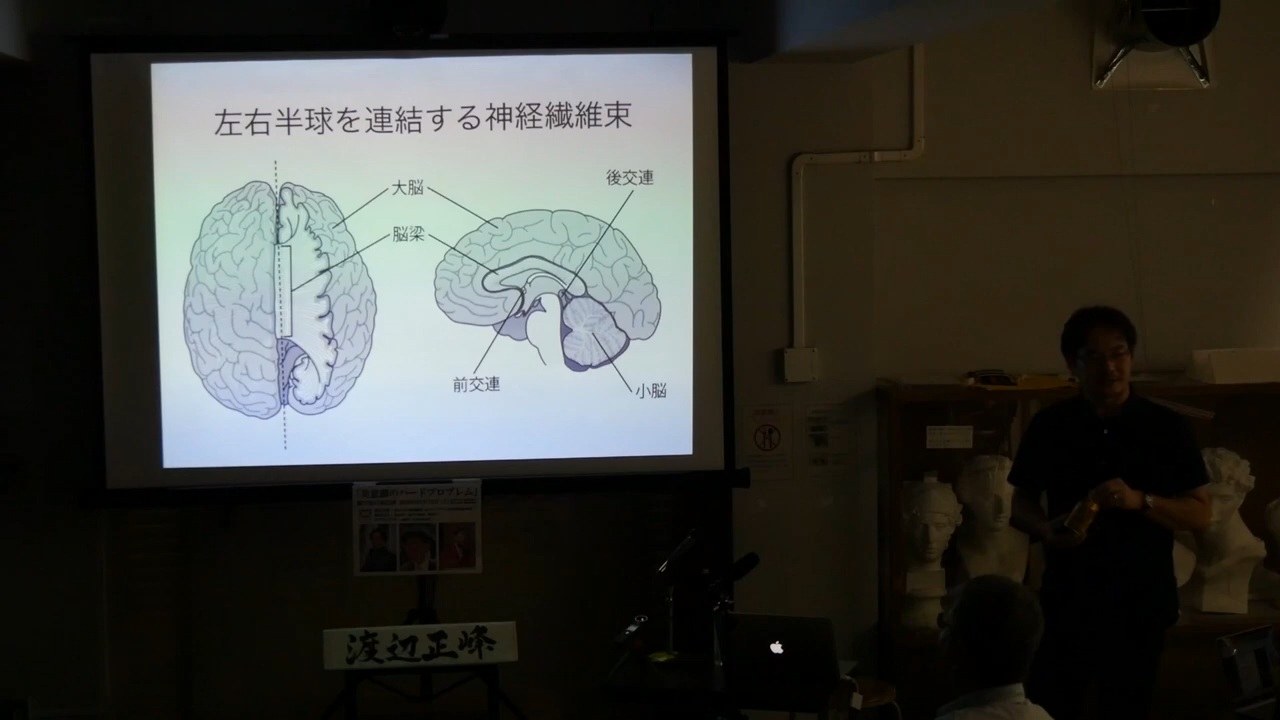 左右半球を連結する神経繊維束
大脳
後交連
脳梁
前交連
小脳
渡辺正峰